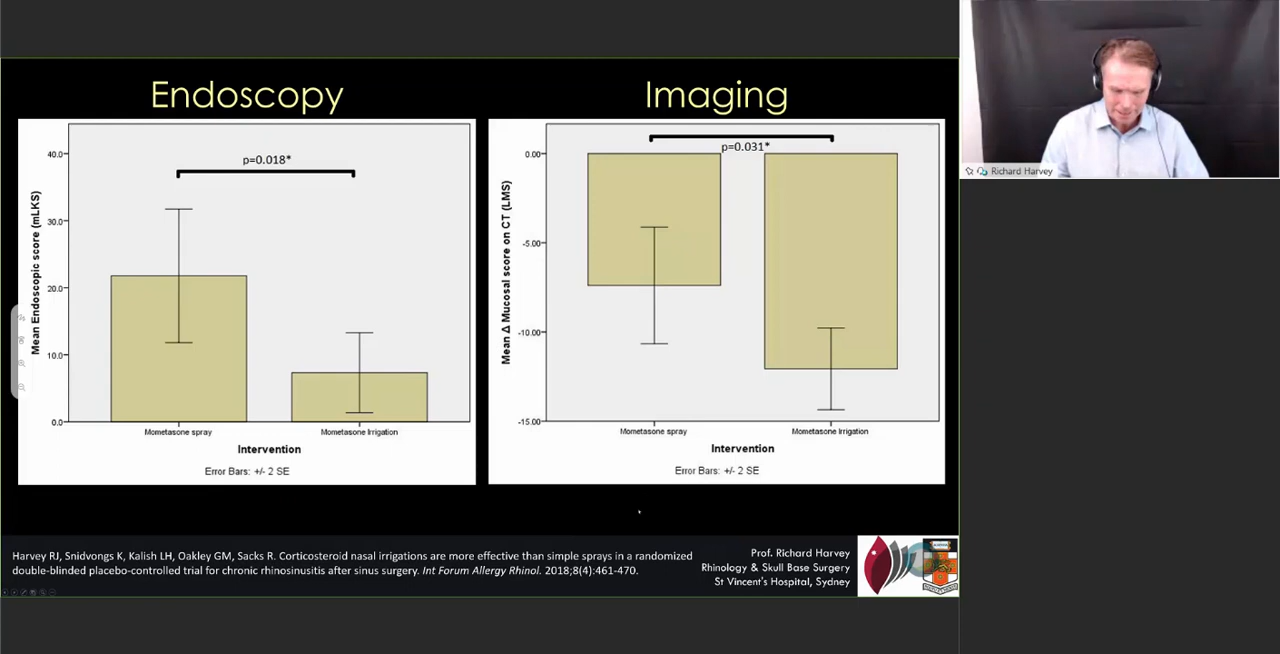 Endoscopy
Imaging
p=0.018*
40.0
30.0
20.0
10.0
0.0
Mean Endoscopic score (mLKS)
Mometasone spray
Mometasone Irrigation
Intervention
Error Bars: +/- 2 SE
p=0.031*
0.00
-5.00
-10.00
-15.00
Mean Δ Mucosal score on CT (LMS)
Mometasone spray
Mometasone Irrigation
Intervention
Error Bars: +/- 2 SE
Richard Harvey
Harvey RJ, Snidvongs K, Kalish LH, Oakley GM, Sacks R. Corticosteroid nasal irrigations are more effective than simple sprays in a randomized
double-blinded placebo-controlled trial for chronic rhinosinusitis after sinus surgery. Int Forum Allergy Rhinol. 2018;8(4):461-470.
Prof. Richard Harvey
Rhinology & Skull Base Surgery
St Vincent's Hospital, Sydney